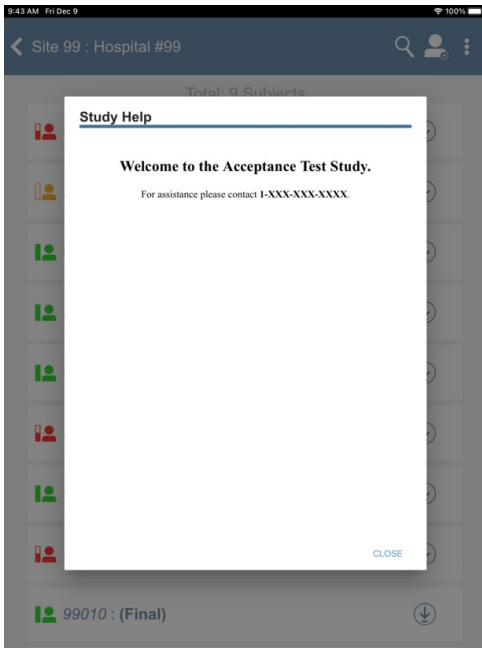 9:43 AM Fri Dec 9
100%
Site 99 : Hospital #99
Total: 9 Subjects
Study Help
Welcome to the Acceptance Test Study.
For assistance please contact 1-XXX-XXX-XXXX.
CLOSE
99010 : (Final)